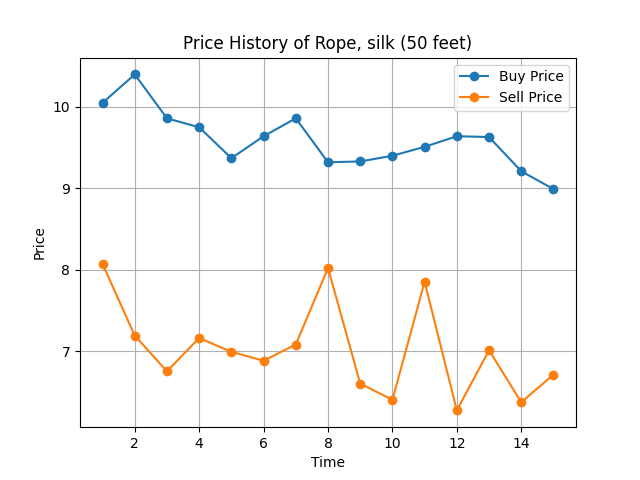 Price History of Rope, silk (50 feet)
Buy Price
Sell Price
10
9
8
7
Price
2 4 6 8 10 12 14
Time